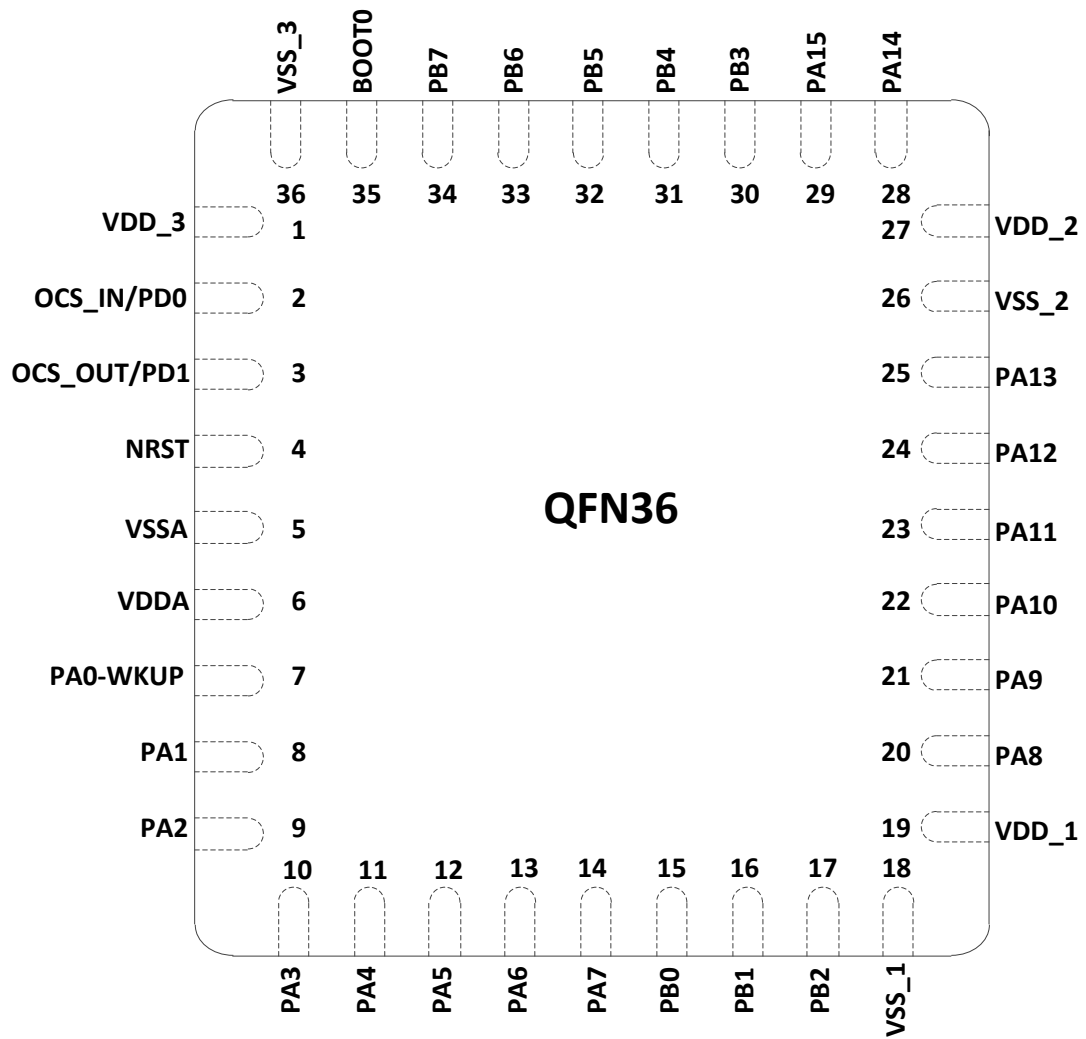 VSS_3
BOOT0
PB7
PB6
PB5
PB4
PB3
PA15
PA14
36 35 34 33 32 31 30 29 28
VDD_3 1 27 VDD_2
OCS_IN/PD0 2 26 VSS_2
OCS_OUT/PD1 3 25 PA13
NRST 4 24 PA12
QFN36
VSSA 5 23 PA11
VDDA 6 22 PA10
PA0-WKUP 7 21 PA9
PA1 8 20 PA8
PA2 9 19 VDD_1
10 11 12 13 14 15 16 17 18
PA3
PA4
PA5
PA6
PA7
PB0
PB1
PB2
VSS_1